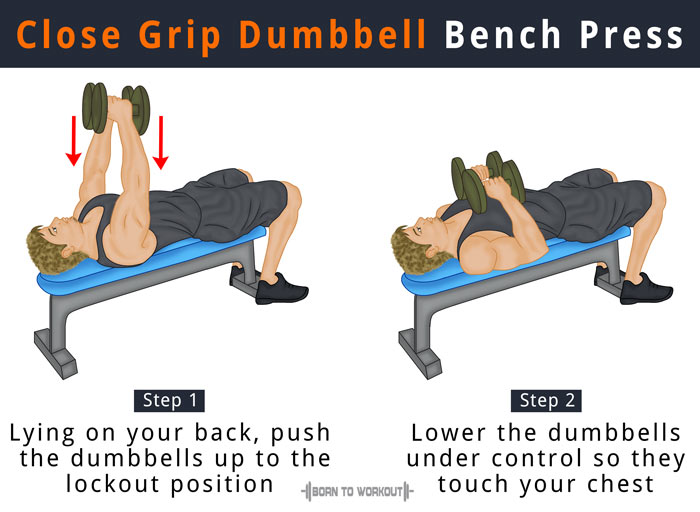 Close Grip Dumbbell Bench Press
Step 1
Lying on your back, push
the dumbbells up to the
lockout position
Step 2
Lower the dumbbells
under control so they
touch your chest
BORN TO WORKOUT